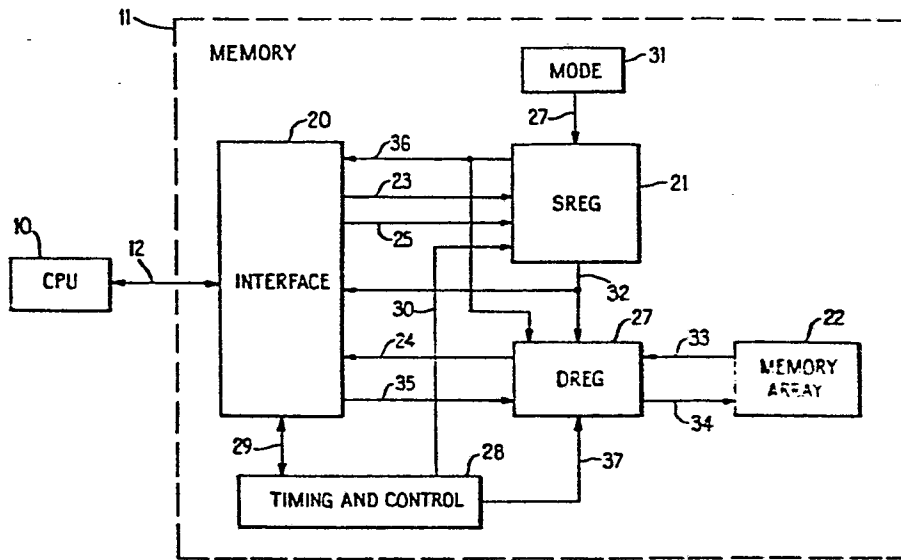 11
MEMORY
MODE
31
27
20
36
23
25
SREG
21
10
12
CPU
INTERFACE
30
32
27
22
24
33
DREG
MEMORY
ARRAY
35
34
29
28
37
TIMING AND CONTROL